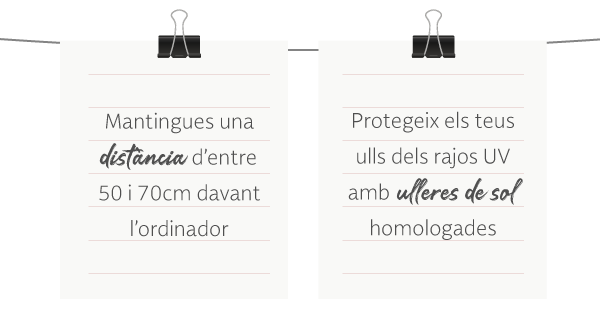 Mantingues una
distància d’entre
50 i 70cm davant
l’ordinador
Protegeix els teus
ulls dels rajos UV
amb ulleres de sol
homologades